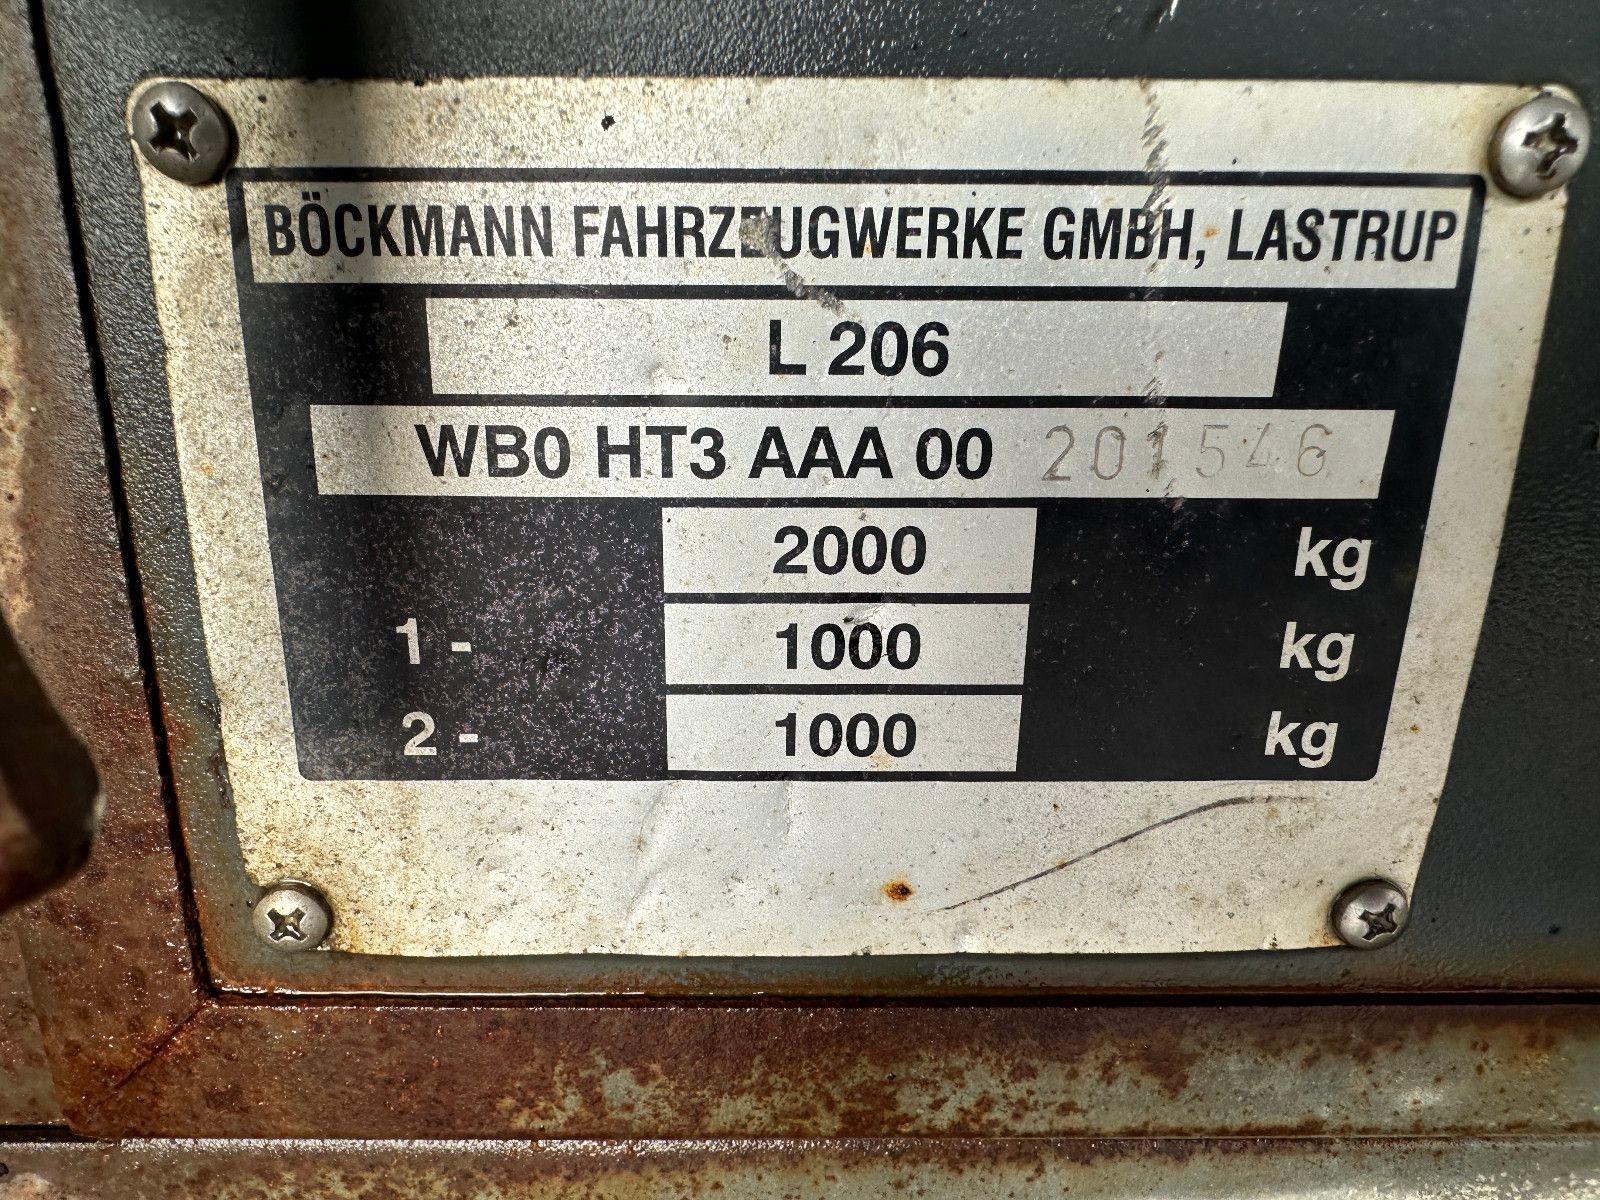 BÖCKMANN FAHRZEUGWERKE GMBH, LASTRUP
L 206
WB0 HT3 AAA 00 201546
2000 kg
1- 1000 kg
2- 1000 kg